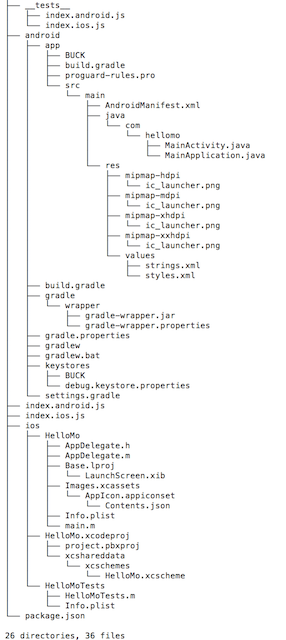 ├── __tests__
│   ├── index.android.js
│   └── index.ios.js
├── android
│   ├── app
│   │   ├── BUCK
│   │   ├── build.gradle
│   │   ├── proguard-rules.pro
│   │   └── src
│   │       └── main
│   │           ├── AndroidManifest.xml
│   │           ├── java
│   │           │   └── com
│   │           │       └── hellomo
│   │           │           ├── MainActivity.java
│   │           │           └── MainApplication.java
│   │           └── res
│   │               ├── mipmap-hdpi
│   │               │   └── ic_launcher.png
│   │               ├── mipmap-mdpi
│   │               │   └── ic_launcher.png
│   │               ├── mipmap-xhdpi
│   │               │   └── ic_launcher.png
│   │               ├── mipmap-xxhdpi
│   │               │   └── ic_launcher.png
│   │               └── values
│   │                   ├── strings.xml
│   │                   └── styles.xml
│   ├── build.gradle
│   ├── gradle
│   │   └── wrapper
│   │       ├── gradle-wrapper.jar
│   │       └── gradle-wrapper.properties
│   ├── gradle.properties
│   ├── gradlew
│   ├── gradlew.bat
│   ├── keystores
│   │   ├── BUCK
│   │   └── debug.keystore.properties
│   └── settings.gradle
├── index.android.js
├── index.ios.js
├── ios
│   ├── HelloMo
│   │   ├── AppDelegate.h
│   │   ├── AppDelegate.m
│   │   ├── Base.lproj
│   │   │   └── LaunchScreen.xib
│   │   ├── Images.xcassets
│   │   │   └── AppIcon.appiconset
│   │   │       └── Contents.json
│   │   ├── Info.plist
│   │   └── main.m
│   ├── HelloMo.xcodeproj
│   │   ├── project.pbxproj
│   │   └── xcshareddata
│   │       └── xcschemes
│   │           └── HelloMo.xcscheme
│   └── HelloMoTests
│       ├── HelloMoTests.m
│       └── Info.plist
└── package.json
26 directories, 36 files